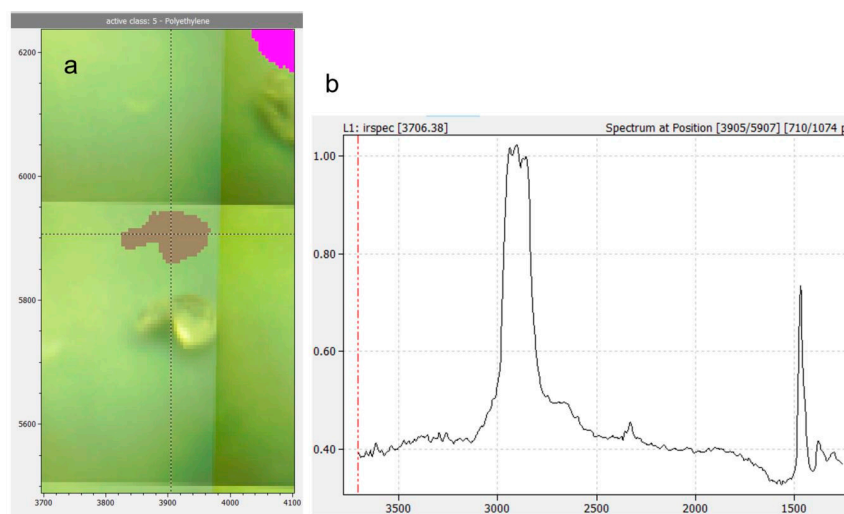 active class: 5 - Polyethylene
a
6200
6000
5800
5600
3700 3800 3900 4000 4100
b
L1: irspec [3706.38] Spectrum at Position [3905/5907] [710/1074 p
1.00
0.80
0.60
0.40
3500 3000 2500 2000 1500